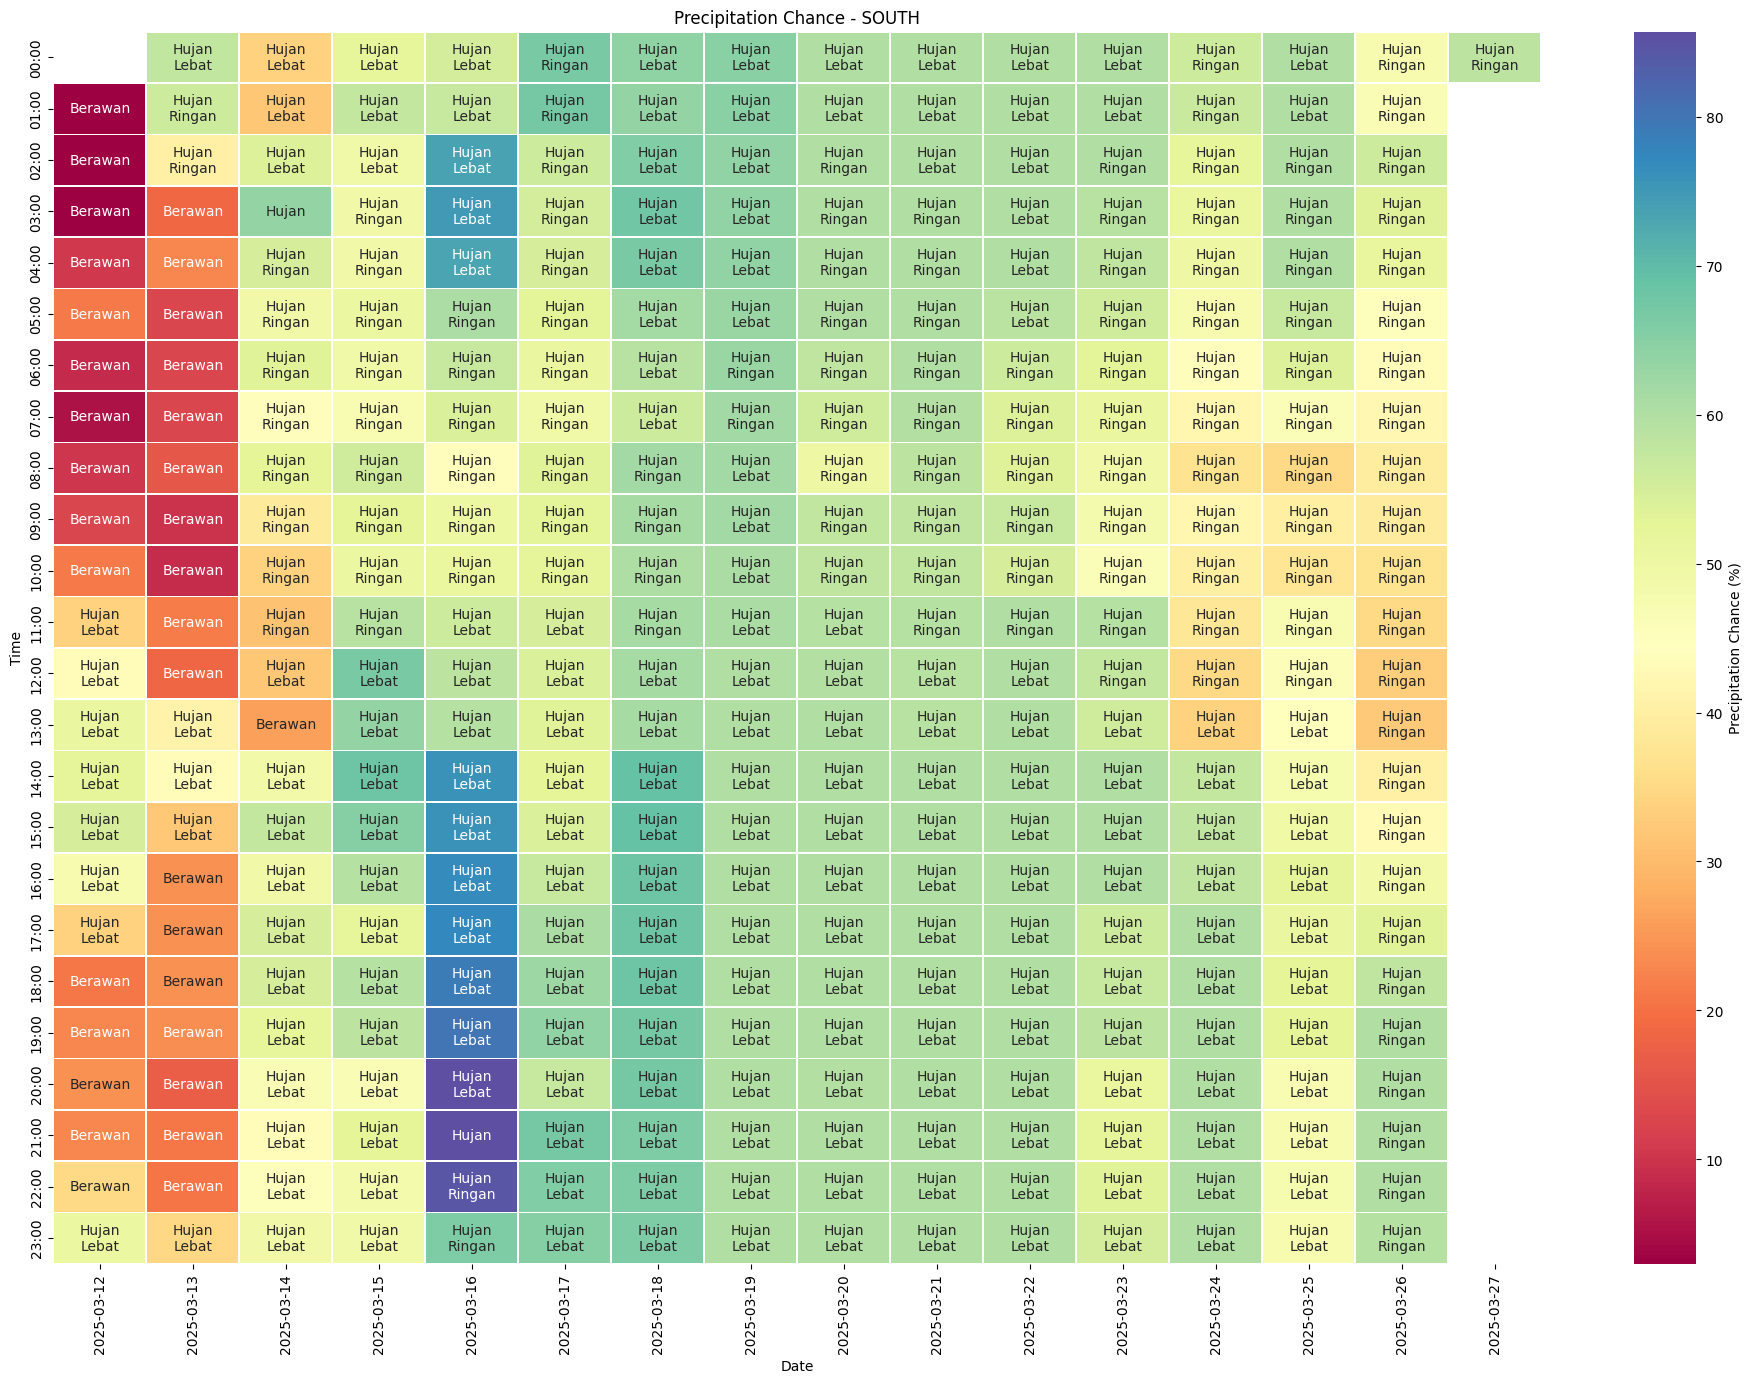 Precipitation Chance - SOUTH
00:00 Hujan Lebat Hujan Lebat Hujan Lebat Hujan Lebat Hujan Ringan Hujan Lebat Hujan Lebat Hujan Lebat Hujan Lebat Hujan Lebat Hujan Lebat Hujan Ringan Hujan Lebat Hujan Ringan Hujan Ringan
01:00 Berawan Hujan Ringan Hujan Lebat Hujan Lebat Hujan Lebat Hujan Ringan Hujan Lebat Hujan Lebat Hujan Lebat Hujan Lebat Hujan Lebat Hujan Lebat Hujan Ringan Hujan Lebat Hujan Ringan
02:00 Berawan Hujan Ringan Hujan Lebat Hujan Lebat Hujan Lebat Hujan Ringan Hujan Lebat Hujan Lebat Hujan Ringan Hujan Lebat Hujan Lebat Hujan Ringan Hujan Ringan Hujan Ringan Hujan Ringan
03:00 Berawan Berawan Hujan Hujan Ringan Hujan Lebat Hujan Ringan Hujan Lebat Hujan Lebat Hujan Ringan Hujan Ringan Hujan Lebat Hujan Ringan Hujan Ringan Hujan Ringan Hujan Ringan
04:00 Berawan Berawan Hujan Ringan Hujan Ringan Hujan Lebat Hujan Ringan Hujan Lebat Hujan Lebat Hujan Ringan Hujan Ringan Hujan Lebat Hujan Ringan Hujan Ringan Hujan Ringan Hujan Ringan
05:00 Berawan Berawan Hujan Ringan Hujan Ringan Hujan Ringan Hujan Ringan Hujan Lebat Hujan Lebat Hujan Ringan Hujan Ringan Hujan Lebat Hujan Ringan Hujan Ringan Hujan Ringan Hujan Ringan
06:00 Berawan Berawan Hujan Ringan Hujan Ringan Hujan Ringan Hujan Ringan Hujan Lebat Hujan Ringan Hujan Ringan Hujan Ringan Hujan Ringan Hujan Ringan Hujan Ringan Hujan Ringan Hujan Ringan
07:00 Berawan Berawan Hujan Ringan Hujan Ringan Hujan Ringan Hujan Ringan Hujan Lebat Hujan Ringan Hujan Ringan Hujan Ringan Hujan Ringan Hujan Ringan Hujan Ringan Hujan Ringan Hujan Ringan
08:00 Berawan Berawan Hujan Ringan Hujan Ringan Hujan Ringan Hujan Ringan Hujan Ringan Hujan Lebat Hujan Ringan Hujan Ringan Hujan Ringan Hujan Ringan Hujan Ringan Hujan Ringan Hujan Ringan
09:00 Berawan Berawan Hujan Ringan Hujan Ringan Hujan Ringan Hujan Ringan Hujan Ringan Hujan Lebat Hujan Ringan Hujan Ringan Hujan Ringan Hujan Ringan Hujan Ringan Hujan Ringan Hujan Ringan
10:00 Berawan Berawan Hujan Ringan Hujan Ringan Hujan Ringan Hujan Ringan Hujan Ringan Hujan Lebat Hujan Ringan Hujan Ringan Hujan Ringan Hujan Ringan Hujan Ringan Hujan Ringan Hujan Ringan
11:00 Hujan Lebat Berawan Hujan Ringan Hujan Ringan Hujan Lebat Hujan Lebat Hujan Ringan Hujan Lebat Hujan Lebat Hujan Ringan Hujan Ringan Hujan Ringan Hujan Ringan Hujan Ringan Hujan Ringan
12:00 Hujan Lebat Berawan Hujan Lebat Hujan Lebat Hujan Lebat Hujan Lebat Hujan Lebat Hujan Lebat Hujan Lebat Hujan Lebat Hujan Lebat Hujan Ringan Hujan Ringan Hujan Ringan Hujan Ringan
13:00 Hujan Lebat Hujan Lebat Berawan Hujan Lebat Hujan Lebat Hujan Lebat Hujan Lebat Hujan Lebat Hujan Lebat Hujan Lebat Hujan Lebat Hujan Lebat Hujan Lebat Hujan Lebat Hujan Ringan
14:00 Hujan Lebat Hujan Lebat Hujan Lebat Hujan Lebat Hujan Lebat Hujan Lebat Hujan Lebat Hujan Lebat Hujan Lebat Hujan Lebat Hujan Lebat Hujan Lebat Hujan Lebat Hujan Lebat Hujan Ringan
15:00 Hujan Lebat Hujan Lebat Hujan Lebat Hujan Lebat Hujan Lebat Hujan Lebat Hujan Lebat Hujan Lebat Hujan Lebat Hujan Lebat Hujan Lebat Hujan Lebat Hujan Lebat Hujan Lebat Hujan Ringan
16:00 Hujan Lebat Berawan Hujan Lebat Hujan Lebat Hujan Lebat Hujan Lebat Hujan Lebat Hujan Lebat Hujan Lebat Hujan Lebat Hujan Lebat Hujan Lebat Hujan Lebat Hujan Lebat Hujan Ringan
17:00 Hujan Lebat Berawan Hujan Lebat Hujan Lebat Hujan Lebat Hujan Lebat Hujan Lebat Hujan Lebat Hujan Lebat Hujan Lebat Hujan Lebat Hujan Lebat Hujan Lebat Hujan Lebat Hujan Ringan
18:00 Berawan Berawan Hujan Lebat Hujan Lebat Hujan Lebat Hujan Lebat Hujan Lebat Hujan Lebat Hujan Lebat Hujan Lebat Hujan Lebat Hujan Lebat Hujan Lebat Hujan Lebat Hujan Ringan
19:00 Berawan Berawan Hujan Lebat Hujan Lebat Hujan Lebat Hujan Lebat Hujan Lebat Hujan Lebat Hujan Lebat Hujan Lebat Hujan Lebat Hujan Lebat Hujan Lebat Hujan Lebat Hujan Ringan
20:00 Berawan Berawan Hujan Lebat Hujan Lebat Hujan Lebat Hujan Lebat Hujan Lebat Hujan Lebat Hujan Lebat Hujan Lebat Hujan Lebat Hujan Lebat Hujan Lebat Hujan Lebat Hujan Ringan
21:00 Berawan Berawan Hujan Lebat Hujan Lebat Hujan Hujan Lebat Hujan Lebat Hujan Lebat Hujan Lebat Hujan Lebat Hujan Lebat Hujan Lebat Hujan Lebat Hujan Lebat Hujan Ringan
22:00 Berawan Berawan Hujan Lebat Hujan Lebat Hujan Ringan Hujan Lebat Hujan Lebat Hujan Lebat Hujan Lebat Hujan Lebat Hujan Lebat Hujan Lebat Hujan Lebat Hujan Lebat Hujan Ringan
23:00 Hujan Lebat Hujan Lebat Hujan Lebat Hujan Lebat Hujan Ringan Hujan Lebat Hujan Lebat Hujan Lebat Hujan Lebat Hujan Lebat Hujan Lebat Hujan Lebat Hujan Lebat Hujan Lebat Hujan Ringan
2025-03-12 2025-03-13 2025-03-14 2025-03-15 2025-03-16 2025-03-17 2025-03-18 2025-03-19 2025-03-20 2025-03-21 2025-03-22 2025-03-23 2025-03-24 2025-03-25 2025-03-26 2025-03-27
Time
Date
80
70
60
50
40
30
20
10
Precipitation Chance (%)